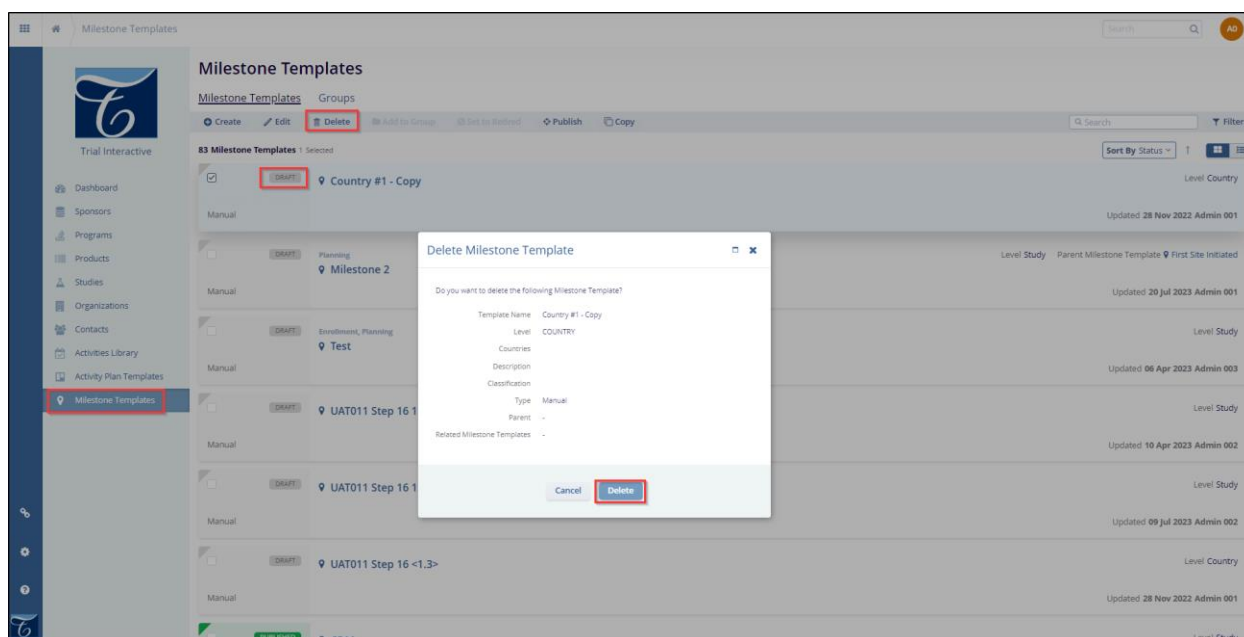 Milestone Templates
Search
AD
Trial Interactive
Dashboard
Sponsors
Programs
Products
Studies
Organizations
Contacts
Activities Library
Activity Plan Templates
Milestone Templates
Milestone Templates
Milestone Templates Groups
Create Edit Delete Add to Group Set to Retired Publish Copy Search Filter
83 Milestone Templates 1 Selected Sort By Status
DRAFT Country #1 - Copy Level Country
Manual Updated 28 Nov 2022 Admin 001
DRAFT Planning Level Study Parent Milestone Template First Site Initiated
Milestone 2
Manual Updated 20 Jul 2023 Admin 001
DRAFT Enrollment, Planning Level Study
Test
Manual Updated 06 Apr 2023 Admin 003
DRAFT UAT011 Step 16 1 Level Study
Manual Updated 10 Apr 2023 Admin 002
DRAFT UAT011 Step 16 1 Level Study
Manual Updated 09 Jul 2023 Admin 002
DRAFT UAT011 Step 16 <1.3> Level Country
Manual Updated 28 Nov 2022 Admin 001
Delete Milestone Template
Do you want to delete the following Milestone Template?
Template Name Country #1 - Copy
Level COUNTRY
Countries
Description
Classification
Type Manual
Parent -
Related Milestone Templates -
Cancel Delete